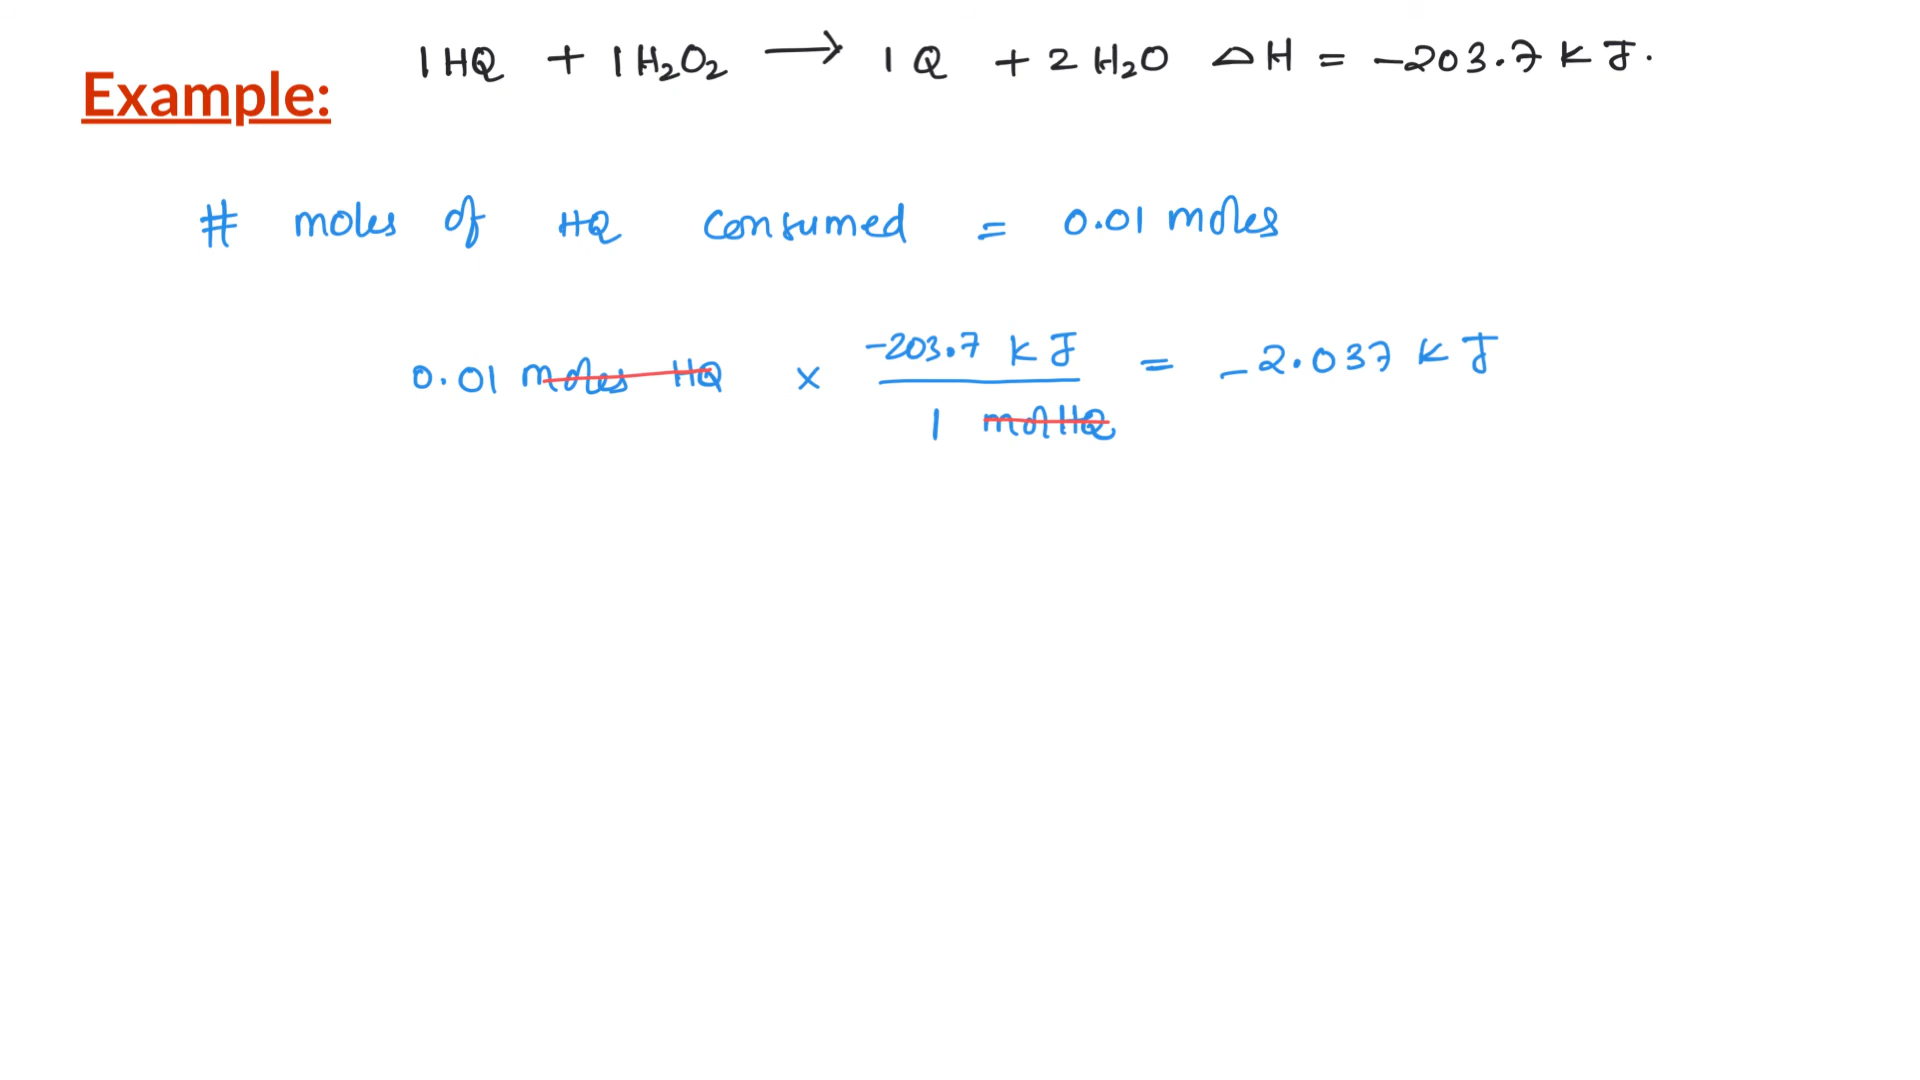 1 HQ + 1 H₂O₂ ⟶ 1 Q + 2 H₂O △H = -203.7 KJ.
Example:
# moles of HQ consumed = 0.01 moles
0.01 moles HQ × -203.7 KJ / 1 mol HQ = -2.037 KJ